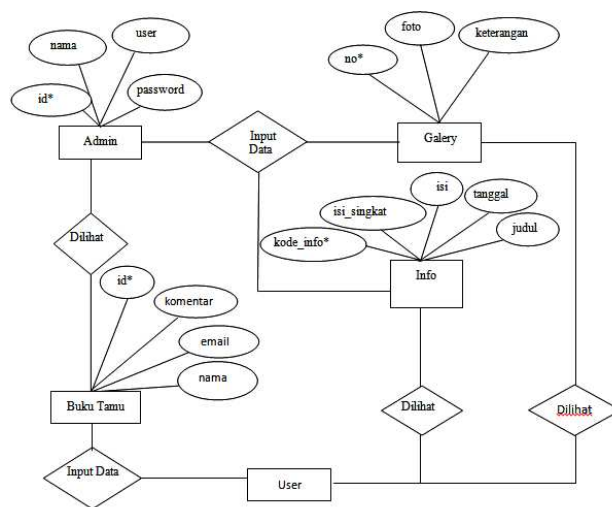 user
foto
nama
keterangan
no*
id*
password
Admin
Input
Data
Galery
isi
tanggal
isi_singkat
judul
kode_info*
Dilihat
Info
id*
komentar
email
nama
Buku Tamu
Dilihat
Dilihat
Input Data
User